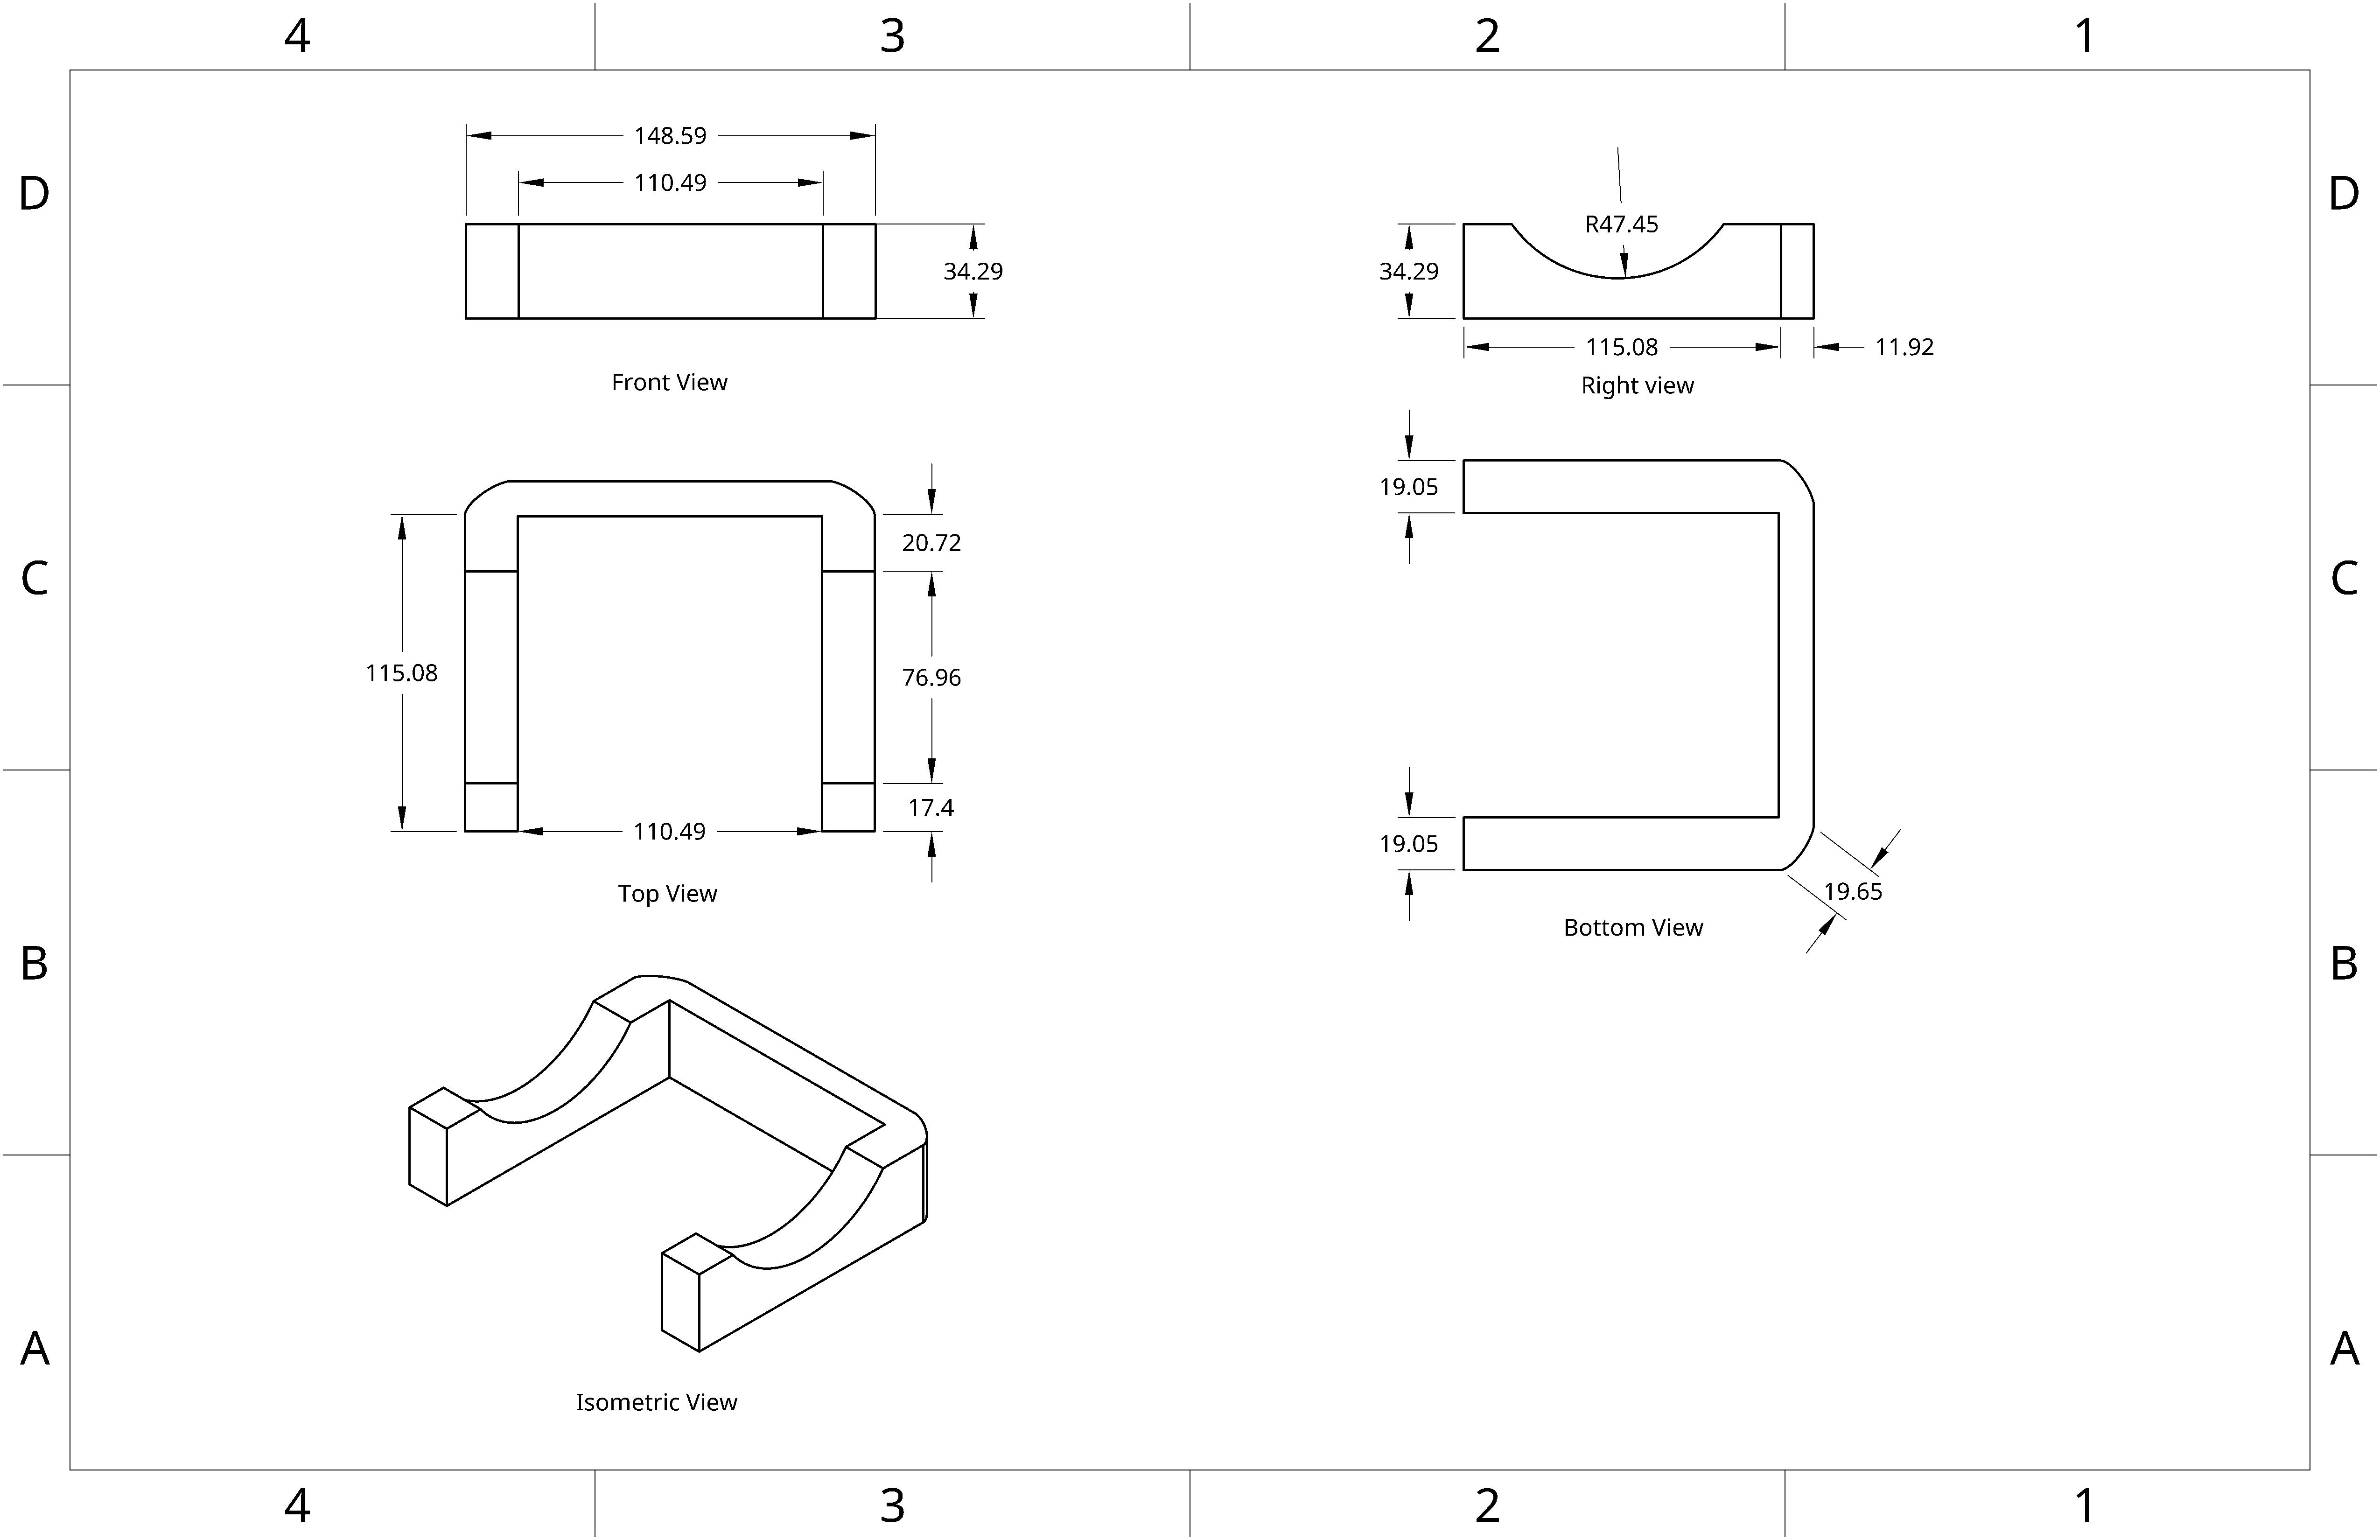 4 3 2 1
D D
148.59
110.49
34.29
Front View
R47.45
34.29
115.08 11.92
Right view
C C
20.72
76.96
115.08
17.4
110.49
Top View
19.05
19.05
19.65
Bottom View
B B
Isometric View
A A
4 3 2 1